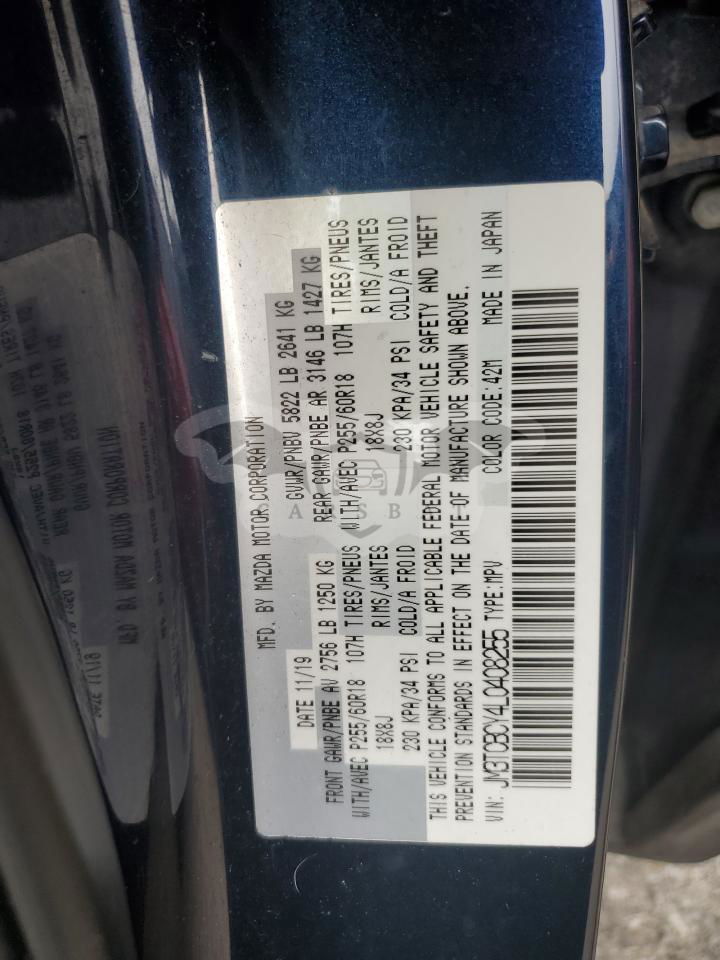 MFD. BY MAZDA MOTOR CORPORATION
DATE 11/19 GVWR/PNBV 5822 LB 2641 KG
FRONT GAWR/PNBE AV 2756 LB 1250 KG REAR GAWR/PNBE AR 3146 LB 1427 KG
WITH/AVEC P255/60R18 107H TIRES/PNEUS WITH/AVEC P255/60R18 107H TIRES/PNEUS
18X8J RIMS/JANTES 18X8J RIMS/JANTES
230 KPA/34 PSI COLD/A FROID 230 KPA/34 PSI COLD/A FROID
THIS VEHICLE CONFORMS TO ALL APPLICABLE FEDERAL MOTOR VEHICLE SAFETY AND THEFT
PREVENTION STANDARDS IN EFFECT ON THE DATE OF MANUFACTURE SHOWN ABOVE.
VIN: JM3TCBCY4L0408255 TYPE:MPV COLOR CODE:42M MADE IN JAPAN